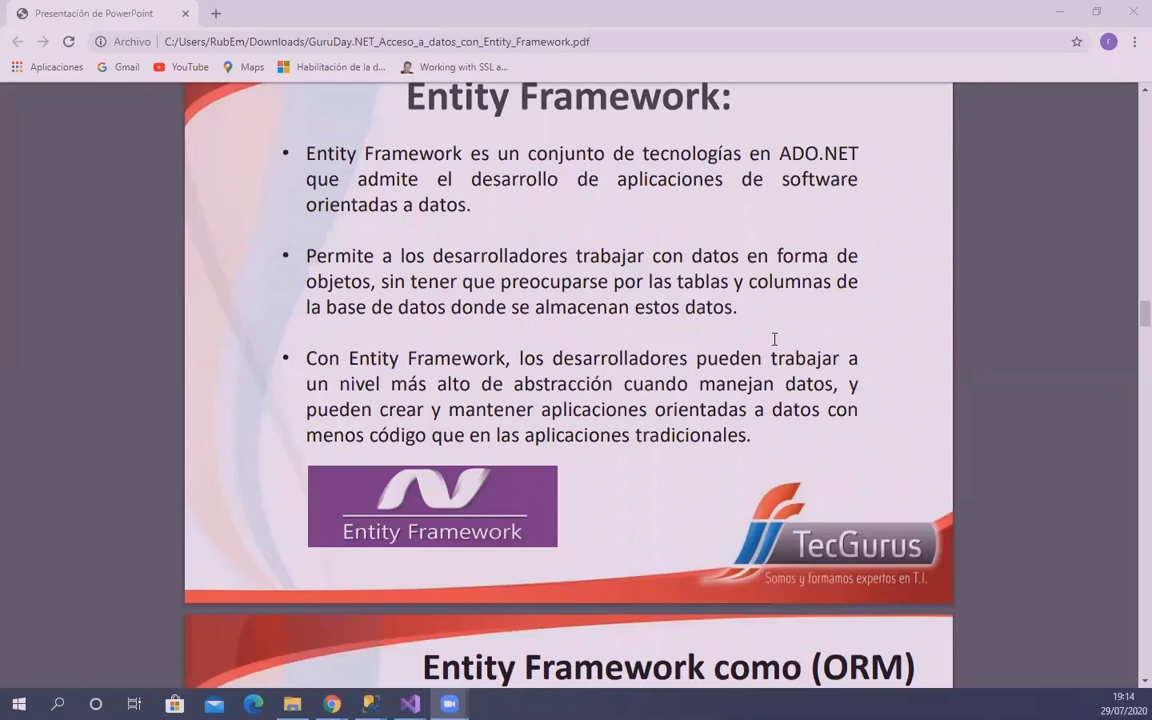 Presentación de PowerPoint
Archivo
C:/Users/RubEm/Downloads/GuruDay.NET_Acceso_a_datos_con_Entity_Framework.pdf
r
Aplicaciones
Gmail
YouTube
Maps
Habilitación de la d...
Working with SSL a...
Entity Framework:
• Entity Framework es un conjunto de tecnologías en ADO.NET
que admite el desarrollo de aplicaciones de software
orientadas a datos.
• Permite a los desarrolladores trabajar con datos en forma de
objetos, sin tener que preocuparse por las tablas y columnas de
la base de datos donde se almacenan estos datos.
• Con Entity Framework, los desarrolladores pueden trabajar a
un nivel más alto de abstracción cuando manejan datos, y
pueden crear y mantener aplicaciones orientadas a datos con
menos código que en las aplicaciones tradicionales.
Entity Framework
TecGurus
Somos y formamos expertos en T.I.
Entity Framework como (ORM)
19:14
29/07/2020